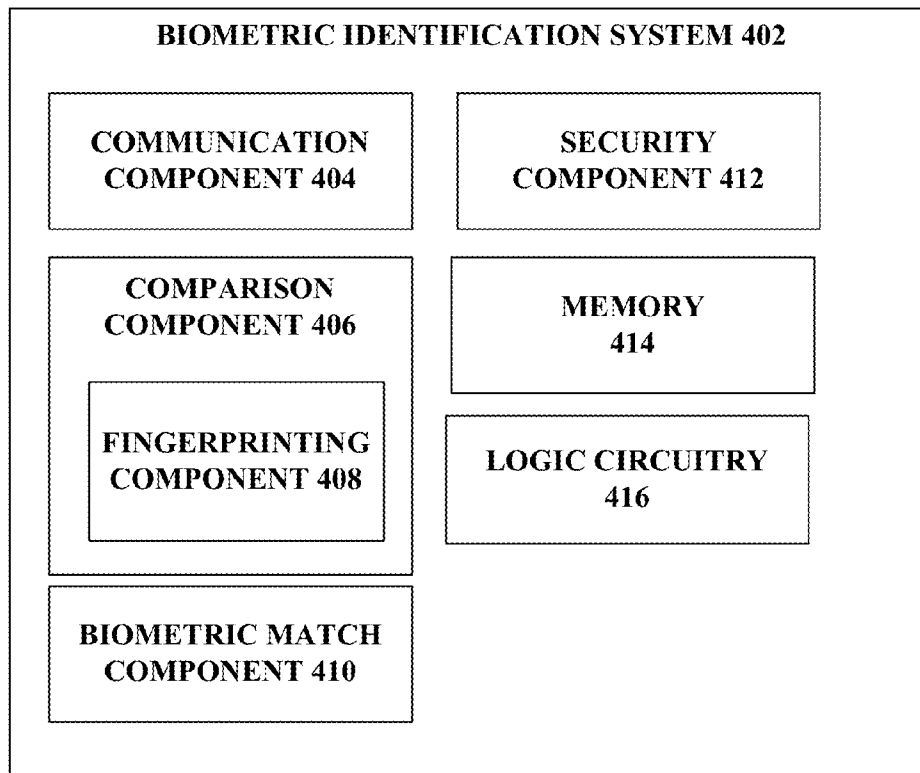 BIOMETRIC IDENTIFICATION SYSTEM 402
COMMUNICATION
COMPONENT 404
SECURITY
COMPONENT 412
COMPARISON
COMPONENT 406
MEMORY
414
FINGERPRINTING
COMPONENT 408
LOGIC CIRCUITRY
416
BIOMETRIC MATCH
COMPONENT 410